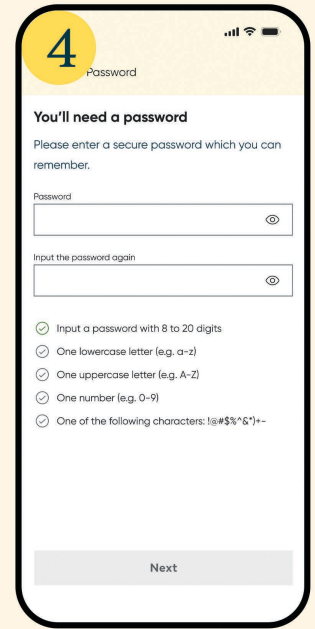 4
Password
You'll need a password
Please enter a secure password which you can
remember.
Password
Input the password again
Input a password with 8 to 20 digits
One lowercase letter (e.g. a-z)
One uppercase letter (e.g. A-Z)
One number (e.g. 0-9)
One of the following characters: !@#$%^&*)+-
Next